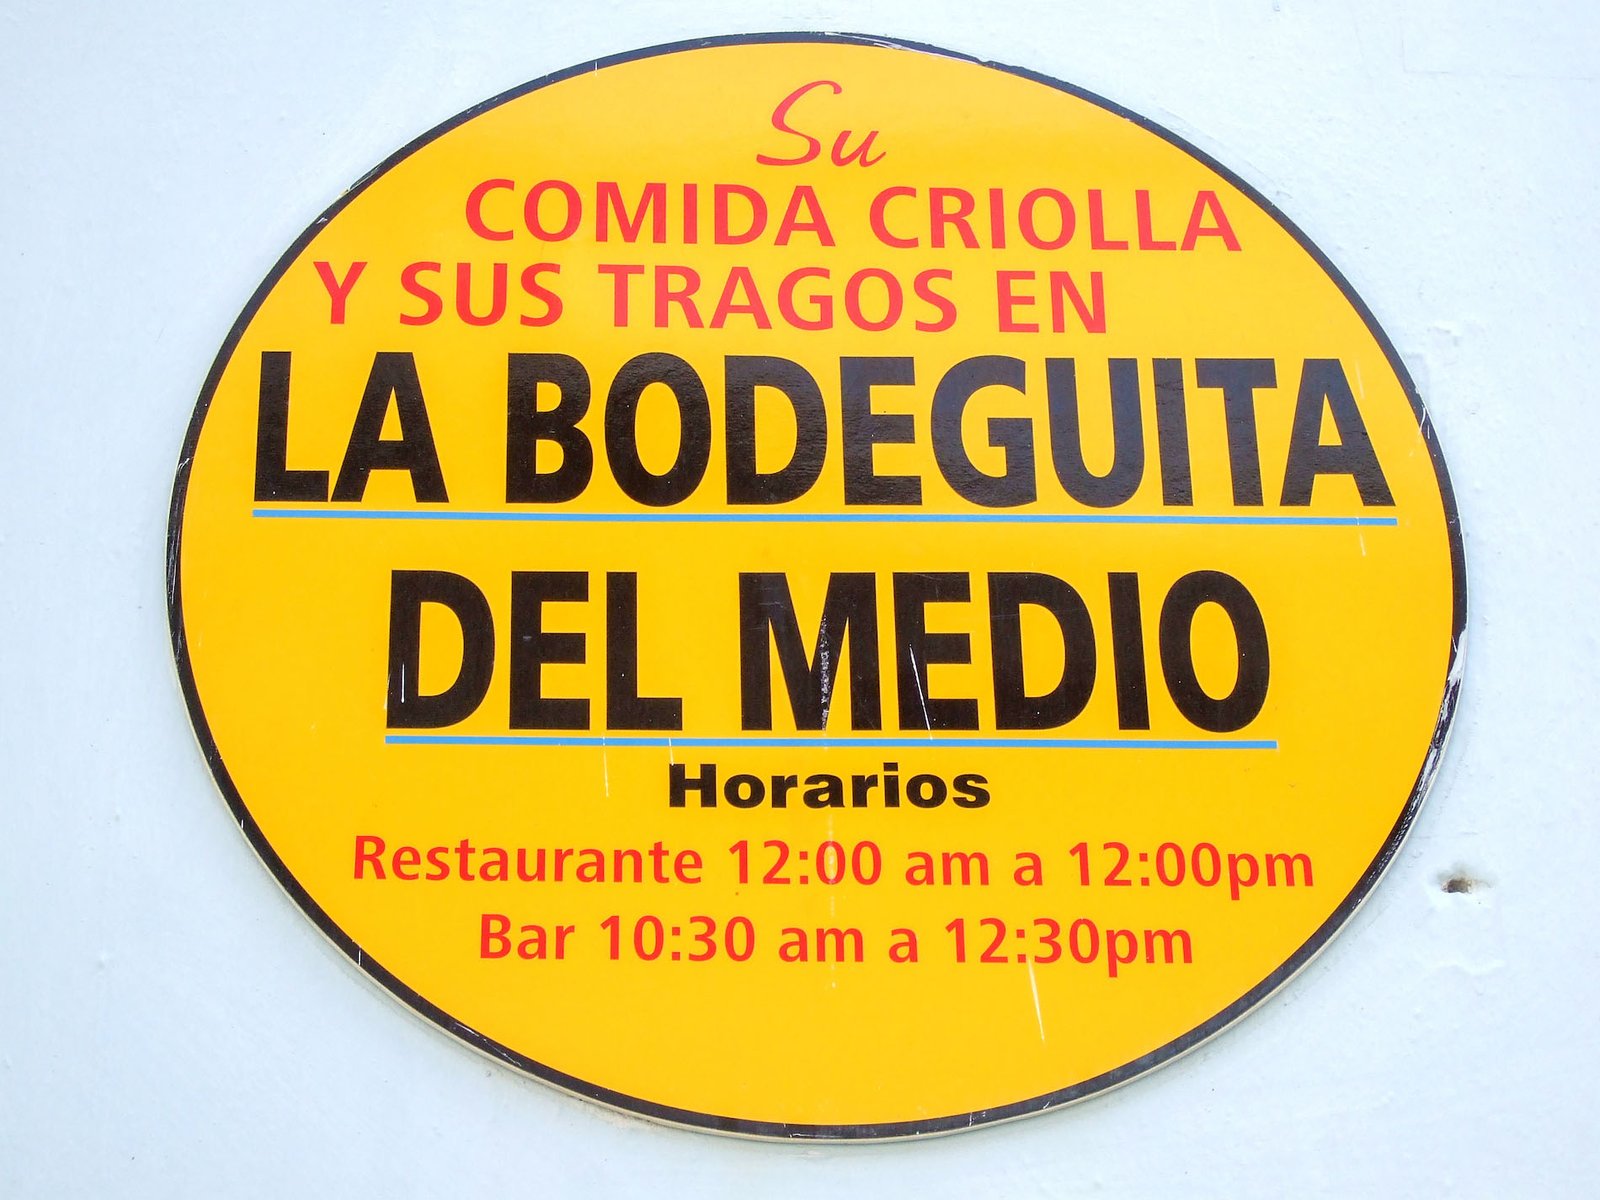 Su
COMIDA CRIOLLA
Y SUS TRAGOS EN
LA BODEGUITA
DEL MEDIO
Horarios
Restaurante 12:00 am a 12:00pm
Bar 10:30 am a 12:30pm